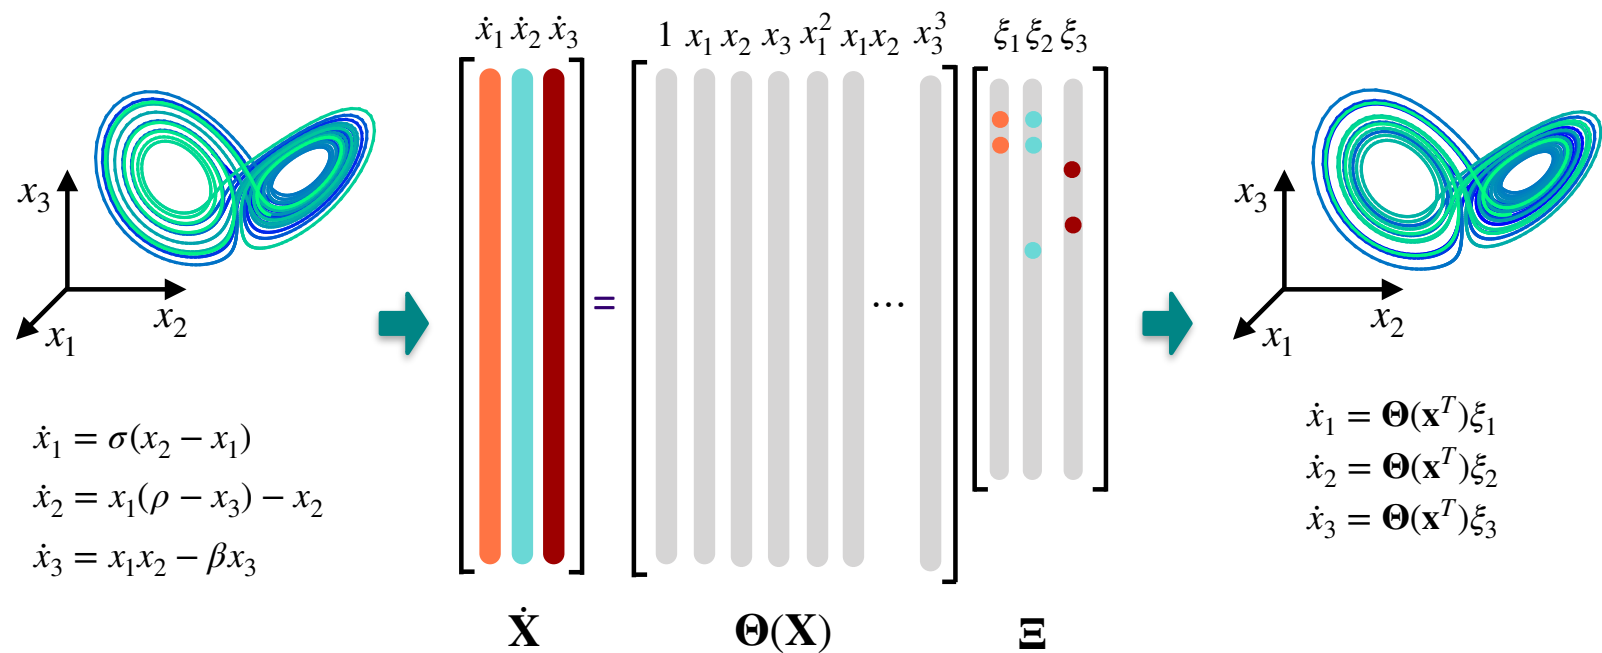 x₃
x₂
x₁
ẋ₁ = σ(x₂ − x₁)
ẋ₂ = x₁(ρ − x₃) − x₂
ẋ₃ = x₁x₂ − βx₃
ẋ₁ ẋ₂ ẋ₃
Ẋ
=
1 x₁ x₂ x₃ x₁² x₁x₂ x₃³
...
Θ(X)
ξ₁ ξ₂ ξ₃
Ξ
x₃
x₂
x₁
ẋ₁ = Θ(xᵀ)ξ₁
ẋ₂ = Θ(xᵀ)ξ₂
ẋ₃ = Θ(xᵀ)ξ₃